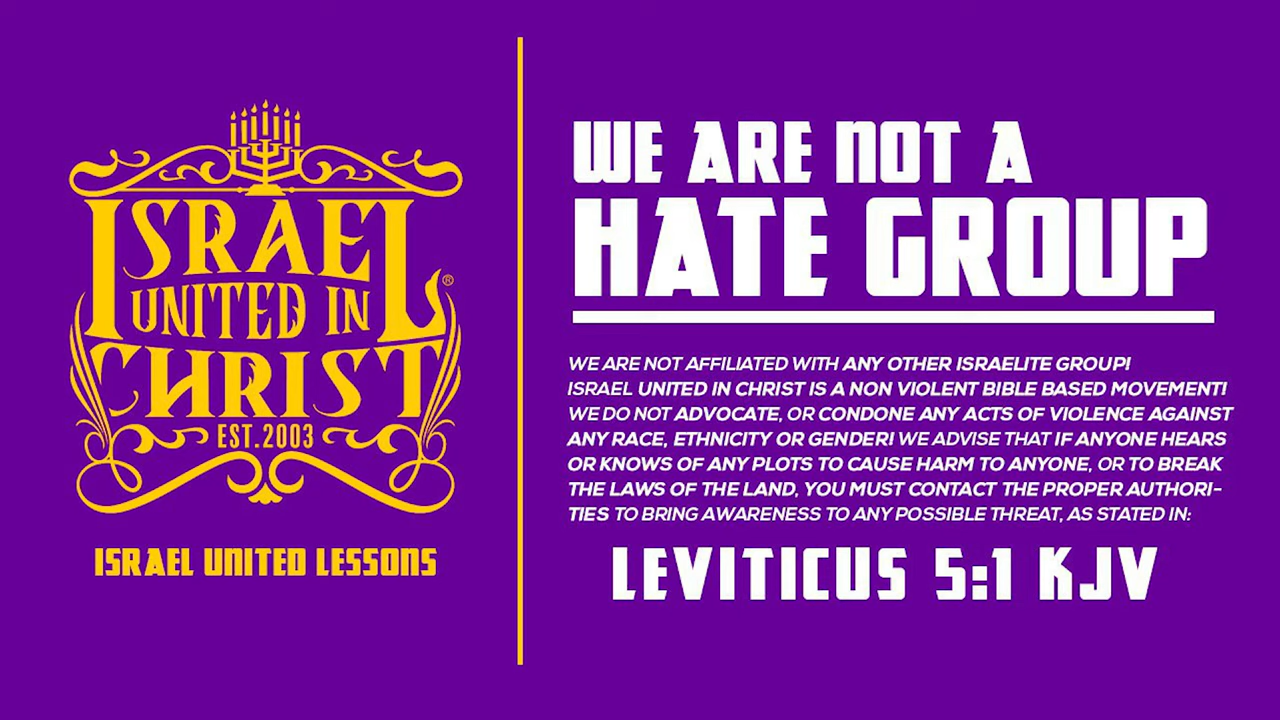 ISRAEL
UNITED IN
CHRIST®
EST.2003
ISRAEL UNITED LESSONS
WE ARE NOT A
HATE GROUP
WE ARE NOT AFFILIATED WITH ANY OTHER ISRAELITE GROUP!
ISRAEL UNITED IN CHRIST IS A NON VIOLENT BIBLE BASED MOVEMENT!
WE DO NOT ADVOCATE, OR CONDONE ANY ACTS OF VIOLENCE AGAINST
ANY RACE, ETHNICITY OR GENDER! WE ADVISE THAT IF ANYONE HEARS
OR KNOWS OF ANY PLOTS TO CAUSE HARM TO ANYONE, OR TO BREAK
THE LAWS OF THE LAND, YOU MUST CONTACT THE PROPER AUTHORI-
TIES TO BRING AWARENESS TO ANY POSSIBLE THREAT, AS STATED IN:
LEVITICUS 5:1 KJV